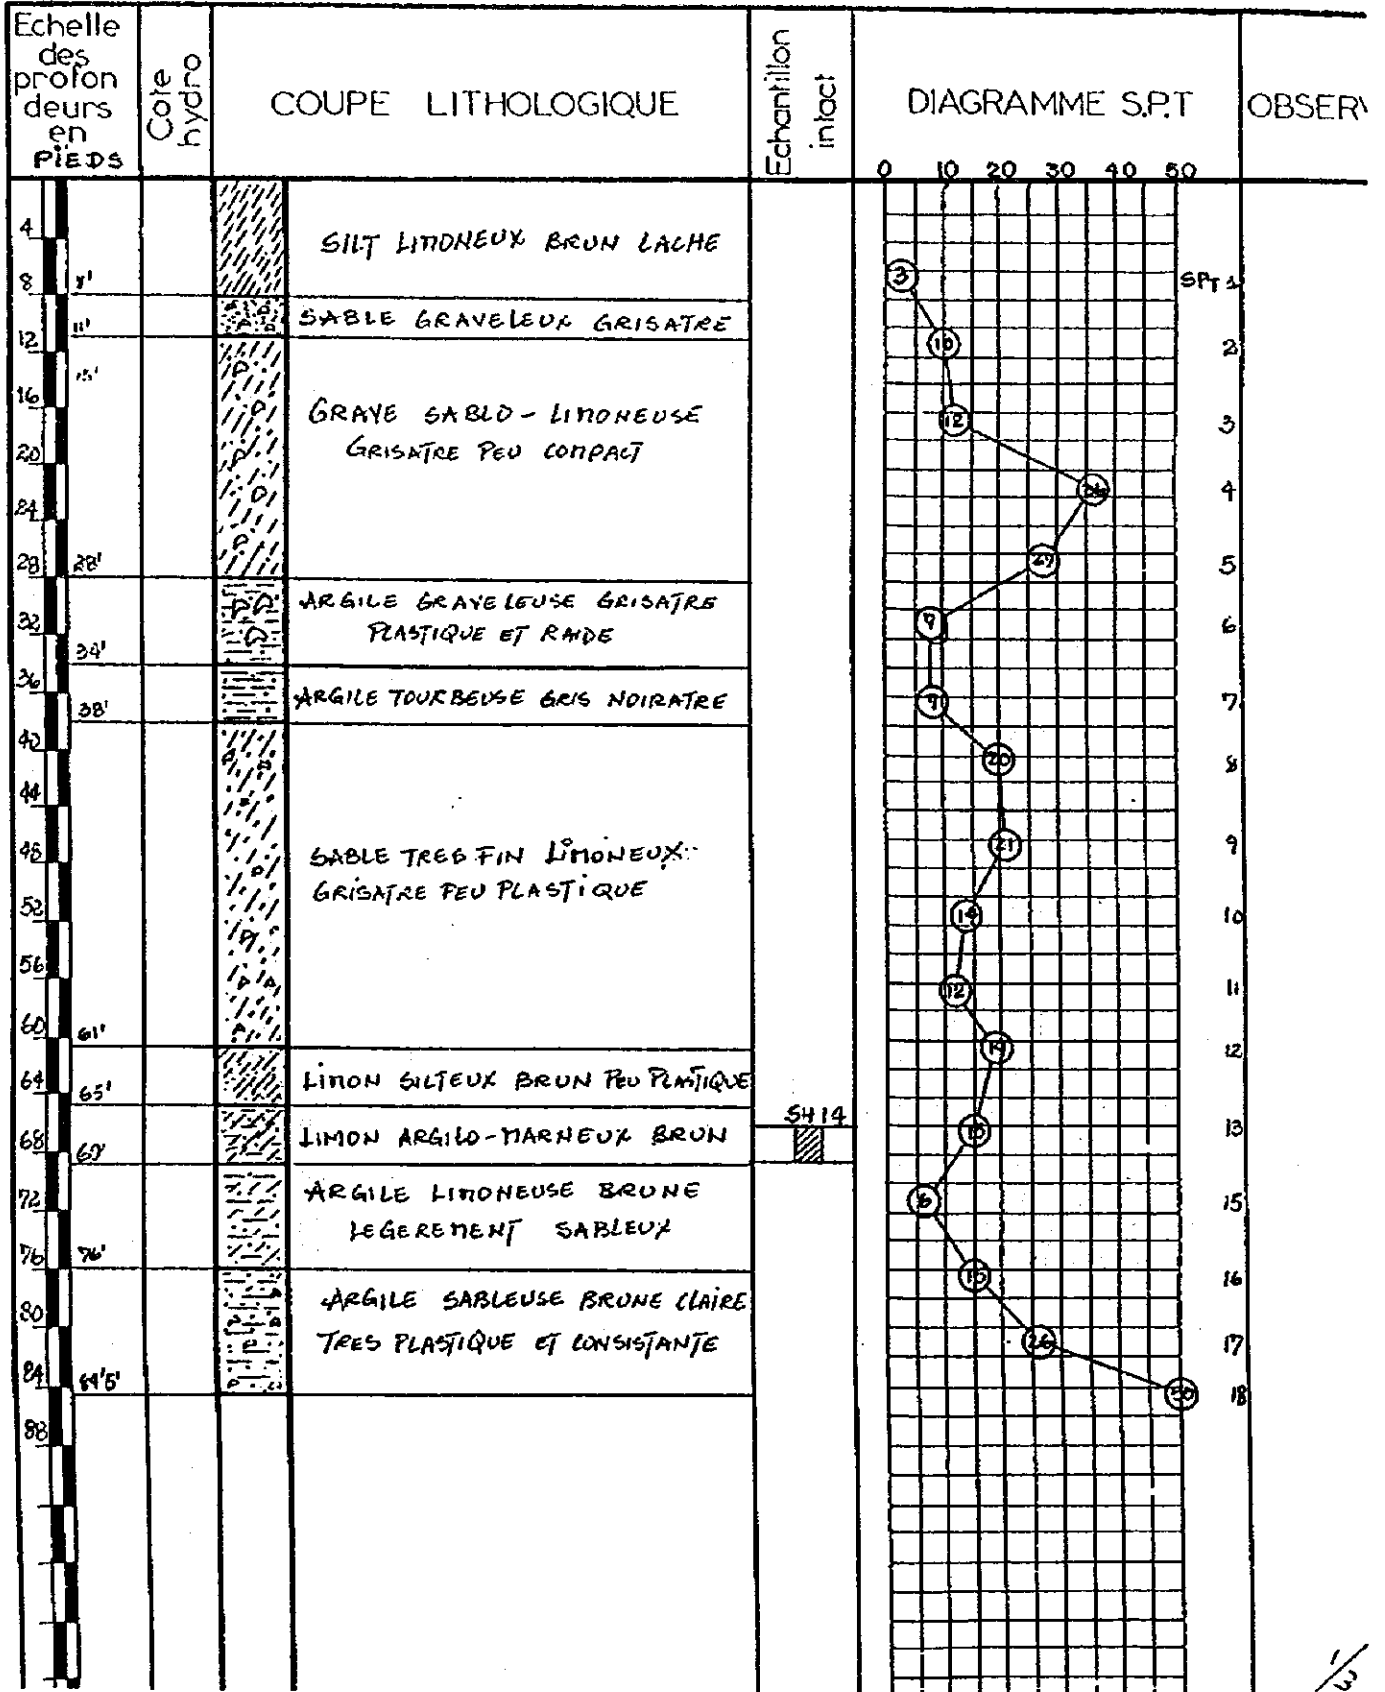 Echelle
des
profon
deurs
en
PIEDS
Cote
hydro
COUPE LITHOLOGIQUE
Echantillon
intact
DIAGRAMME S.P.T
OBSERV
0 10 20 30 40 50
4
SILT LIMONEUX BRUN LACHE
8
3
SPT 1
SABLE GRAVELEUX GRISATRE
12 11'
10
2
15'
16
GRAVE SABLO-LIMONEUSE
12
3
20
GRISATRE PEU COMPACT
36
4
24
28 28'
27
5
ARGILE GRAVELEUSE GRISATRE
32
PLASTIQUE ET RAIDE
6
34'
36
ARGILE TOURBEUSE GRIS NOIRATRE
7
38'
40
20
8
44
48
SABLE TRES FIN LIMONEUX
21
9
GRISATRE PEU PLASTIQUE
52
14
10
56
12
11
60 61'
19
12
64 65'
LIMON SILTEUX BRUN PEU PLASTIQUE
SH 14
68 69'
LIMON ARGILO-MARNEUX BRUN
15
13
72
ARGILE LIMONEUSE BRUNE
6
15
LEGEREMENT SABLEUX
76 76'
15
16
80
ARGILE SABLEUSE BRUNE CLAIRE
TRES PLASTIQUE ET CONSISTANTE
26
17
84 84'5'
50
18
88
1/3